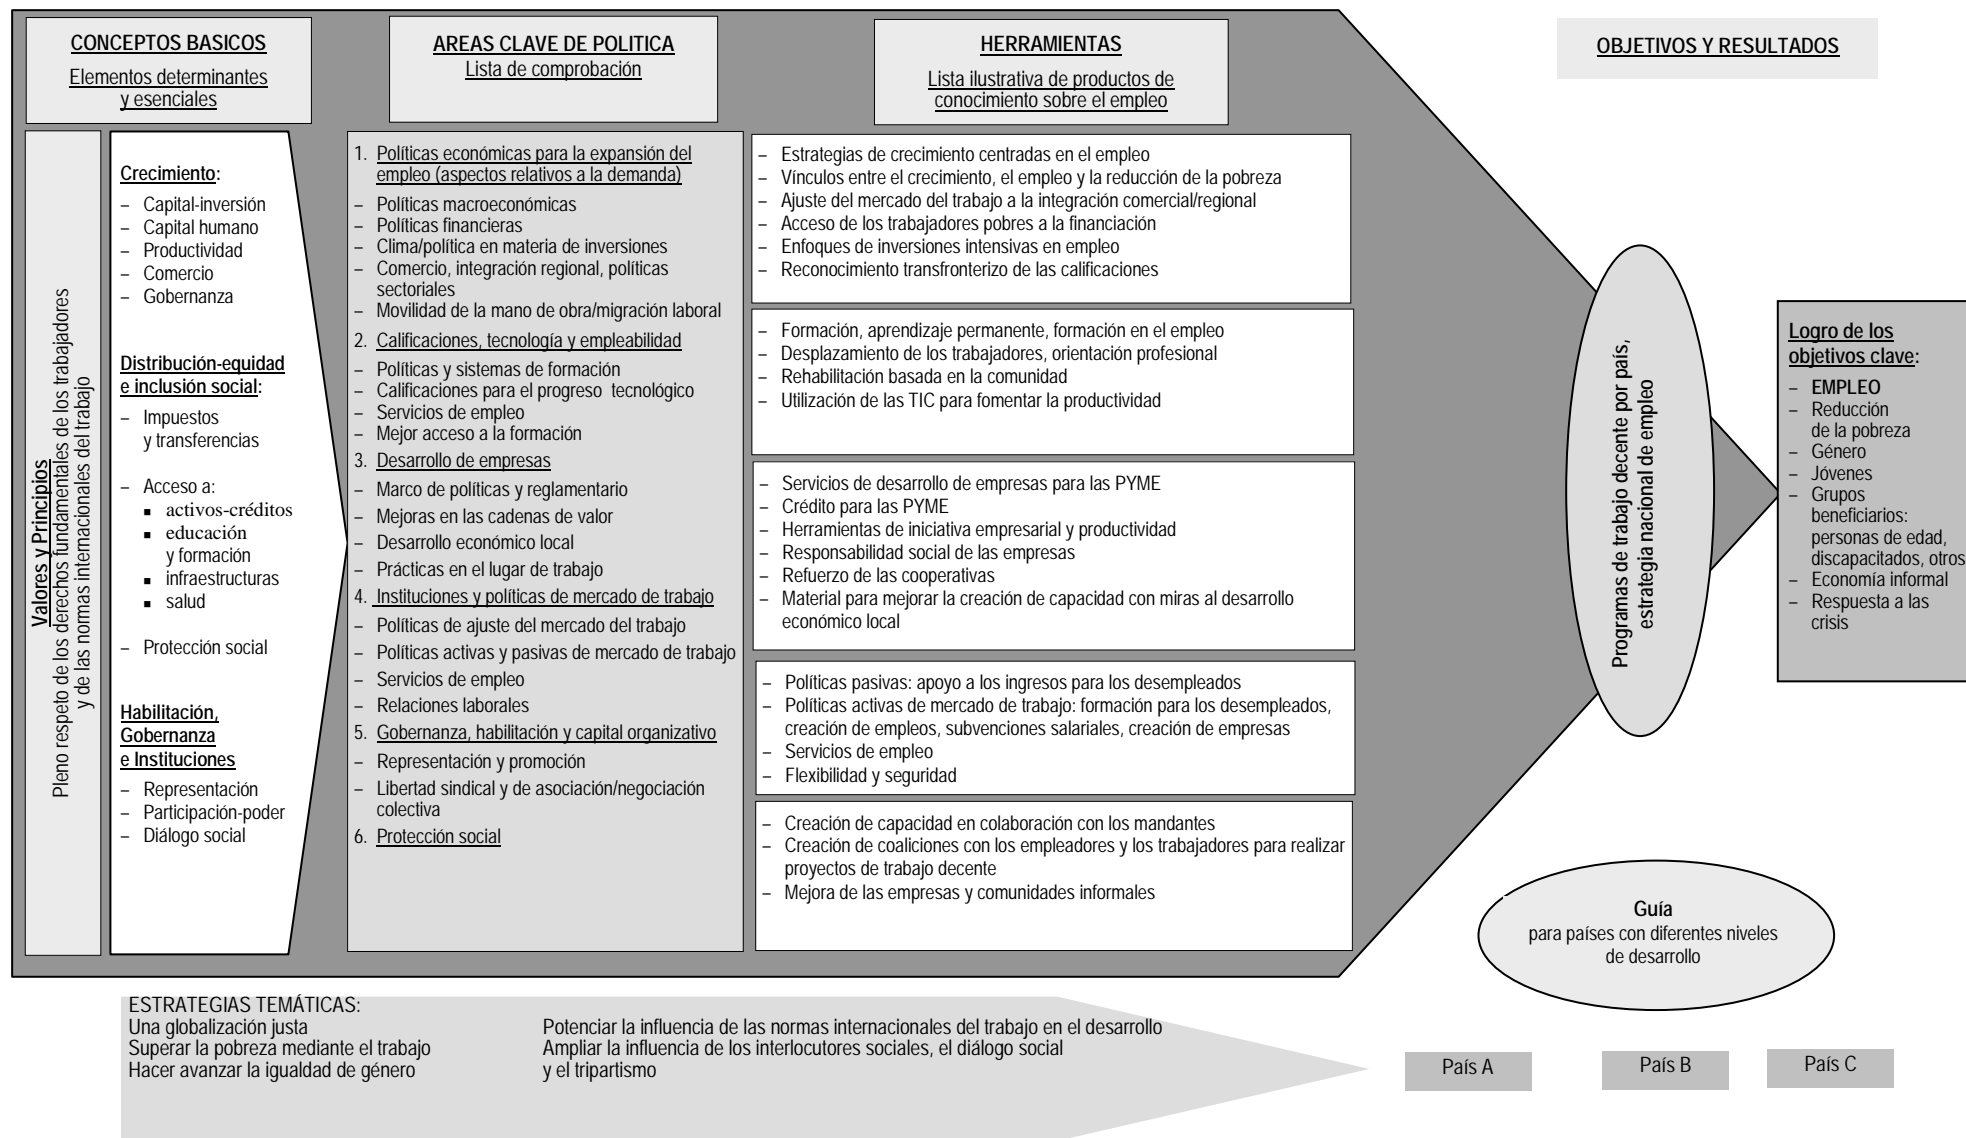 CONCEPTOS BASICOS
Elementos determinantes
y esenciales
AREAS CLAVE DE POLITICA
Lista de comprobación
HERRAMIENTAS
Lista ilustrativa de productos de
conocimiento sobre el empleo
OBJETIVOS Y RESULTADOS
Valores y Principios
Pleno respeto de los derechos fundamentales de los trabajadores
y de las normas internacionales del trabajo
Crecimiento:
– Capital-inversión
– Capital humano
– Productividad
– Comercio
– Gobernanza
Distribución-equidad
e inclusión social:
– Impuestos
y transferencias
– Acceso a:
▪ activos-créditos
▪ educación
y formación
▪ infraestructuras
▪ salud
– Protección social
Habilitación,
Gobernanza
e Instituciones
– Representación
– Participación-poder
– Diálogo social
1. Políticas económicas para la expansión del
empleo (aspectos relativos a la demanda)
– Políticas macroeconómicas
– Políticas financieras
– Clima/política en materia de inversiones
– Comercio, integración regional, políticas
sectoriales
– Movilidad de la mano de obra/migración laboral
2. Calificaciones, tecnología y empleabilidad
– Políticas y sistemas de formación
– Calificaciones para el progreso tecnológico
– Servicios de empleo
– Mejor acceso a la formación
3. Desarrollo de empresas
– Marco de políticas y reglamentario
– Mejoras en las cadenas de valor
– Desarrollo económico local
– Prácticas en el lugar de trabajo
4. Instituciones y políticas de mercado de trabajo
– Políticas de ajuste del mercado del trabajo
– Políticas activas y pasivas de mercado de trabajo
– Servicios de empleo
– Relaciones laborales
5. Gobernanza, habilitación y capital organizativo
– Representación y promoción
– Libertad sindical y de asociación/negociación
colectiva
6. Protección social
– Estrategias de crecimiento centradas en el empleo
– Vínculos entre el crecimiento, el empleo y la reducción de la pobreza
– Ajuste del mercado del trabajo a la integración comercial/regional
– Acceso de los trabajadores pobres a la financiación
– Enfoques de inversiones intensivas en empleo
– Reconocimiento transfronterizo de las calificaciones
– Formación, aprendizaje permanente, formación en el empleo
– Desplazamiento de los trabajadores, orientación profesional
– Rehabilitación basada en la comunidad
– Utilización de las TIC para fomentar la productividad
– Servicios de desarrollo de empresas para las PYME
– Crédito para las PYME
– Herramientas de iniciativa empresarial y productividad
– Responsabilidad social de las empresas
– Refuerzo de las cooperativas
– Material para mejorar la creación de capacidad con miras al desarrollo
económico local
– Políticas pasivas: apoyo a los ingresos para los desempleados
– Políticas activas de mercado de trabajo: formación para los desempleados,
creación de empleos, subvenciones salariales, creación de empresas
– Servicios de empleo
– Flexibilidad y seguridad
– Creación de capacidad en colaboración con los mandantes
– Creación de coaliciones con los empleadores y los trabajadores para realizar
proyectos de trabajo decente
– Mejora de las empresas y comunidades informales
Programas de trabajo decente por país,
estrategia nacional de empleo
Logro de los
objetivos clave:
– EMPLEO
– Reducción
de la pobreza
– Género
– Jóvenes
– Grupos
beneficiarios:
personas de edad,
discapacitados, otros
– Economía informal
– Respuesta a las
crisis
Guía
para países con diferentes niveles
de desarrollo
ESTRATEGIAS TEMÁTICAS:
Una globalización justa
Superar la pobreza mediante el trabajo
Hacer avanzar la igualdad de género
Potenciar la influencia de las normas internacionales del trabajo en el desarrollo
Ampliar la influencia de los interlocutores sociales, el diálogo social
y el tripartismo
País A
País B
País C